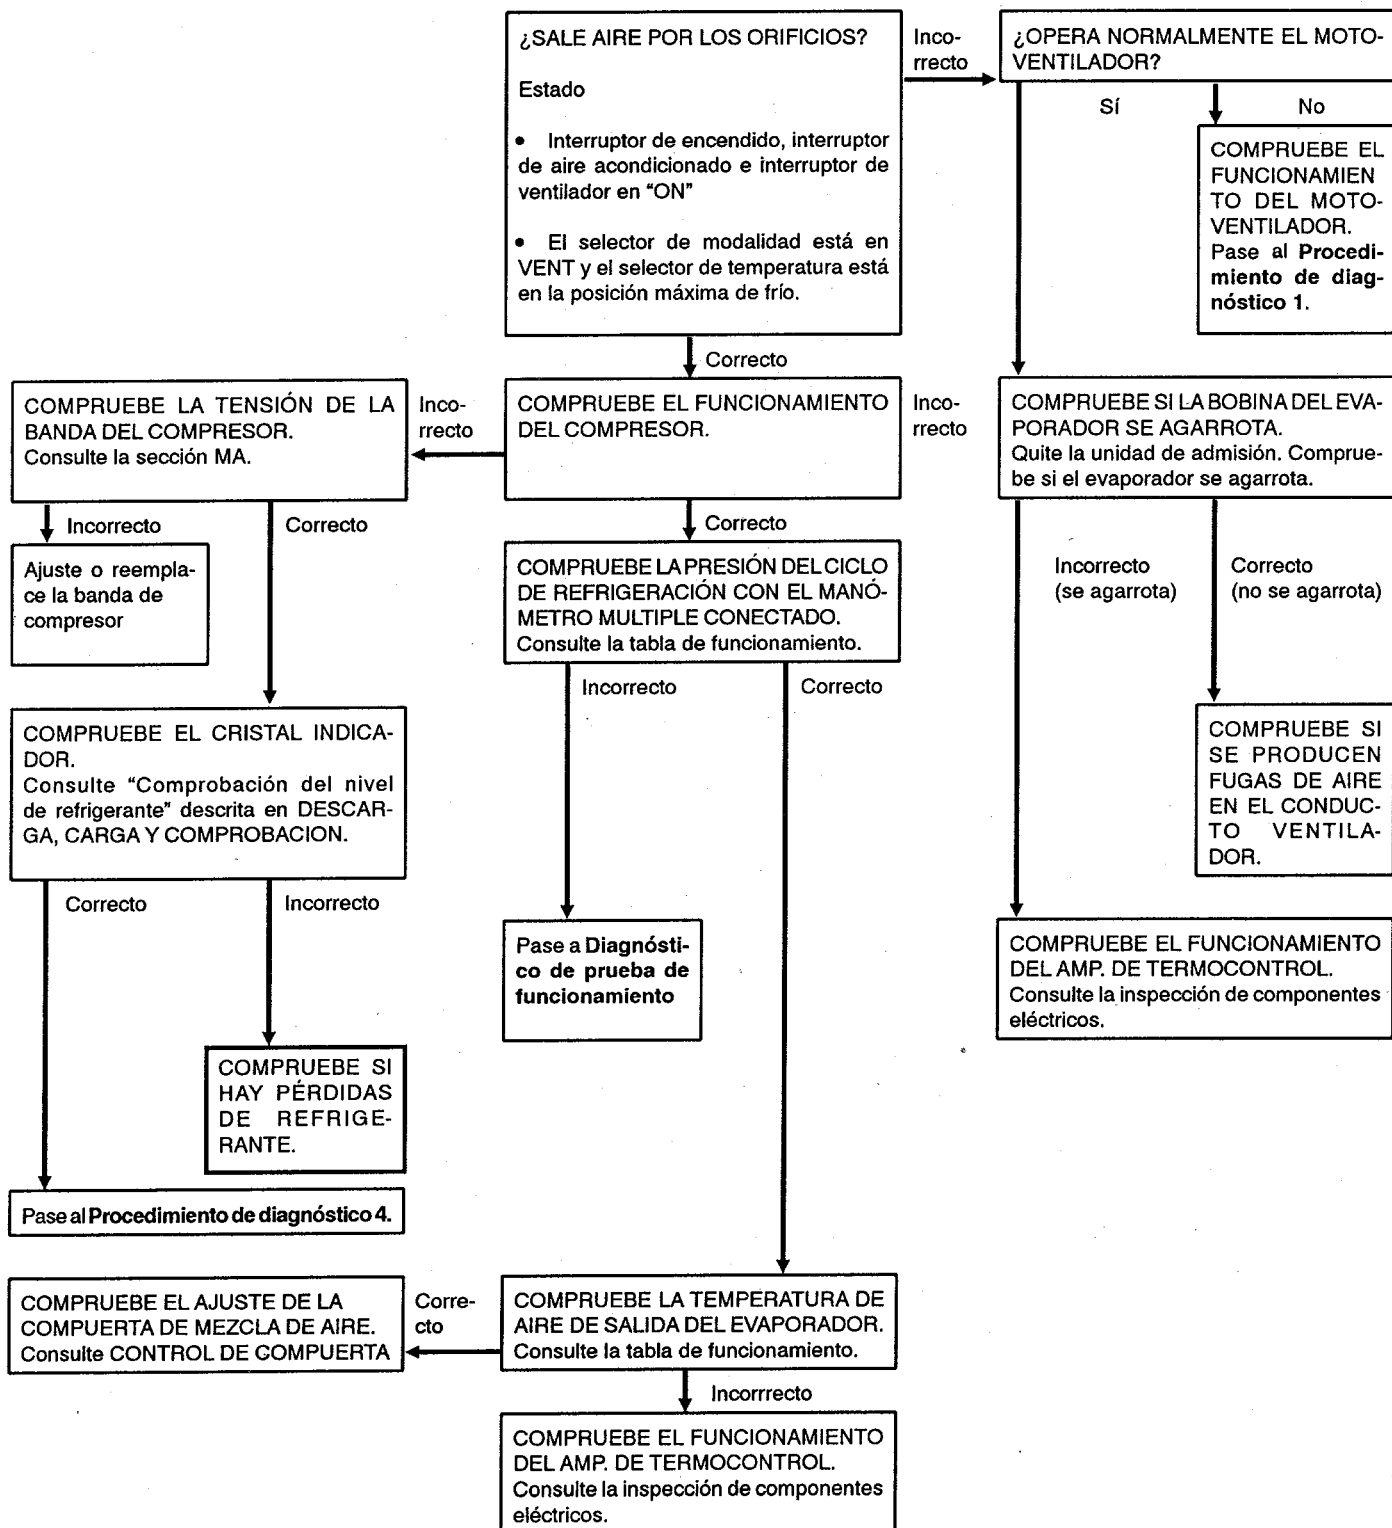 ¿SALE AIRE POR LOS ORIFICIOS?
Estado
• Interruptor de encendido, interruptor
de aire acondicionado e interruptor de
ventilador en “ON”
• El selector de modalidad está en
VENT y el selector de temperatura está
en la posición máxima de frío.
Inco-
rrecto
¿OPERA NORMALMENTE EL MOTO-
VENTILADOR?
Sí
No
COMPRUEBE EL
FUNCIONAMIEN
TO DEL MOTO-
VENTILADOR.
Pase al Procedi-
miento de diag-
nóstico 1.
Correcto
COMPRUEBE LA TENSIÓN DE LA
BANDA DEL COMPRESOR.
Consulte la sección MA.
Inco-
rrecto
COMPRUEBE EL FUNCIONAMIENTO
DEL COMPRESOR.
Inco-
rrecto
COMPRUEBE SI LA BOBINA DEL EVA-
PORADOR SE AGARROTA.
Quite la unidad de admisión. Comprue-
be si el evaporador se agarrota.
Incorrecto
Correcto
Correcto
Ajuste o reempla-
ce la banda de
compresor
COMPRUEBE LA PRESIÓN DEL CICLO
DE REFRIGERACIÓN CON EL MANÓ-
METRO MULTIPLE CONECTADO.
Consulte la tabla de funcionamiento.
Incorrecto
(se agarrota)
Correcto
(no se agarrota)
Incorrecto
Correcto
COMPRUEBE EL CRISTAL INDICA-
DOR.
Consulte “Comprobación del nivel
de refrigerante” descrita en DESCAR-
GA, CARGA Y COMPROBACION.
COMPRUEBE SI
SE PRODUCEN
FUGAS DE AIRE
EN EL CONDUC-
TO VENTILA-
DOR.
Correcto
Incorrecto
Pase a Diagnósti-
co de prueba de
funcionamiento
COMPRUEBE EL FUNCIONAMIENTO
DEL AMP. DE TERMOCONTROL.
Consulte la inspección de componentes
eléctricos.
COMPRUEBE SI
HAY PÉRDIDAS
DE REFRIGE-
RANTE.
Pase al Procedimiento de diagnóstico 4.
COMPRUEBE EL AJUSTE DE LA
COMPUERTA DE MEZCLA DE AIRE.
Consulte CONTROL DE COMPUERTA
Corre-
cto
COMPRUEBE LA TEMPERATURA DE
AIRE DE SALIDA DEL EVAPORADOR.
Consulte la tabla de funcionamiento.
Incorrrecto
COMPRUEBE EL FUNCIONAMIENTO
DEL AMP. DE TERMOCONTROL.
Consulte la inspección de componentes
eléctricos.